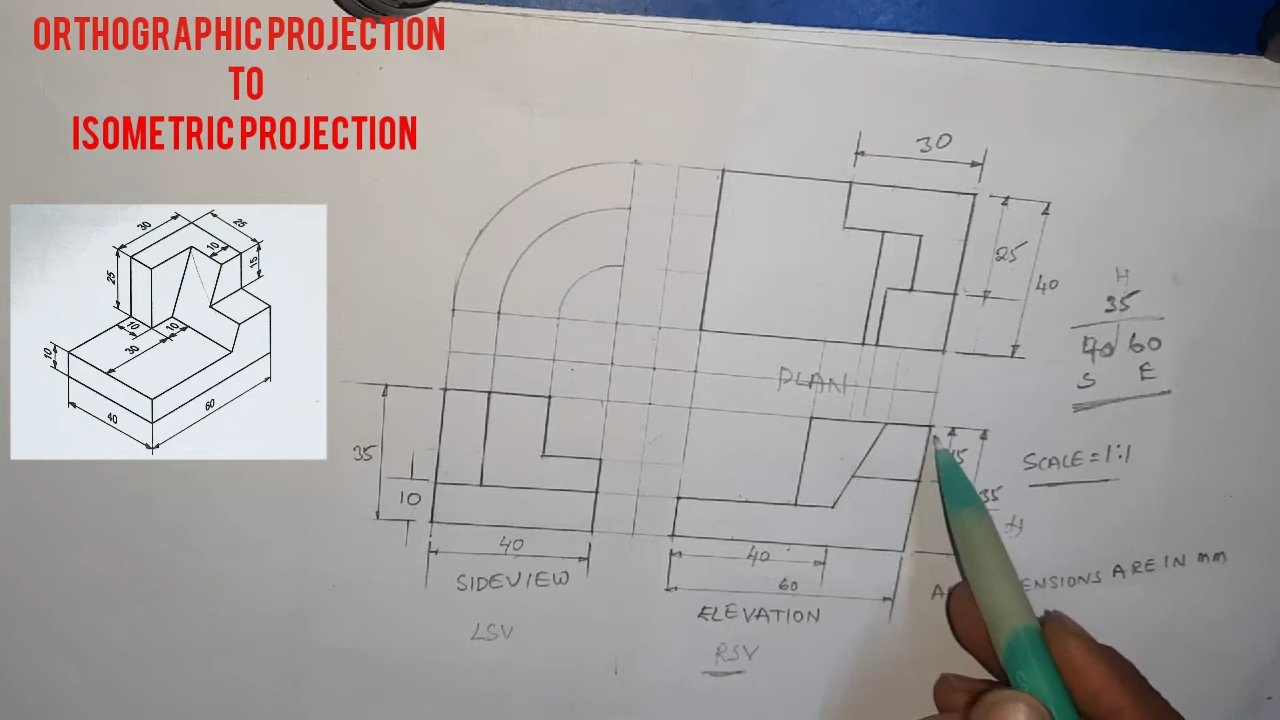 ORTHOGRAPHIC PROJECTION
TO
ISOMETRIC PROJECTION
30
25
10
15
25
10
10
30
10
40
60
30
25
40
H
35
40 60
S E
PLAN
35
10
15
35
H
SCALE = 1:1
40
SIDEVIEW
LSV
40
60
ELEVATION
RSV
ARE IN mm